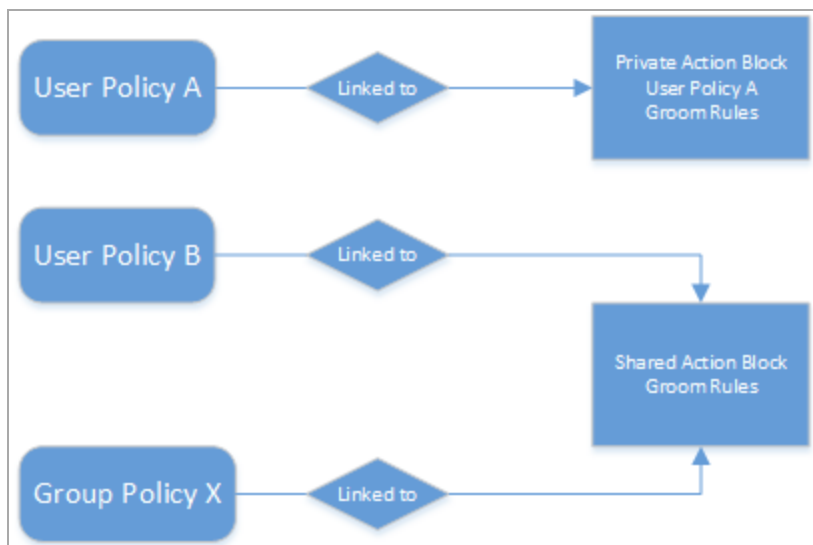 User Policy A
Linked to
Private Action Block
User Policy A
Groom Rules
User Policy B
Linked to
Shared Action Block
Groom Rules
Group Policy X
Linked to